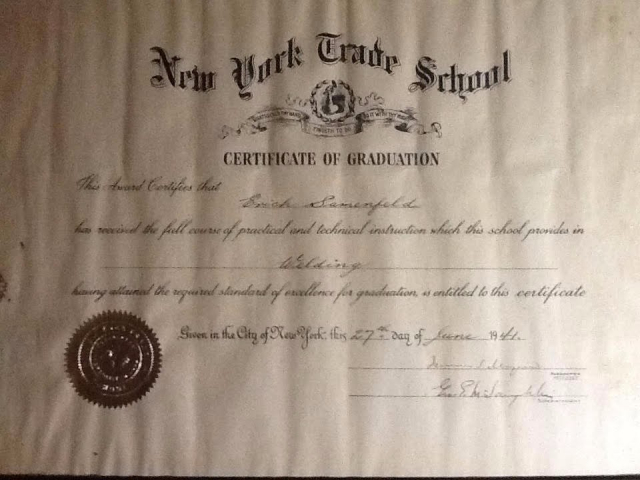 New York Trade School
CERTIFICATE OF GRADUATION
This Award Certifies that
Erich Samenfeld
has received the full course of practical and technical instruction which this school provides in
Welding
having attained the required standard of excellence for graduation, is entitled to this certificate
Given in the City of New York, this 27th day of June 1941.